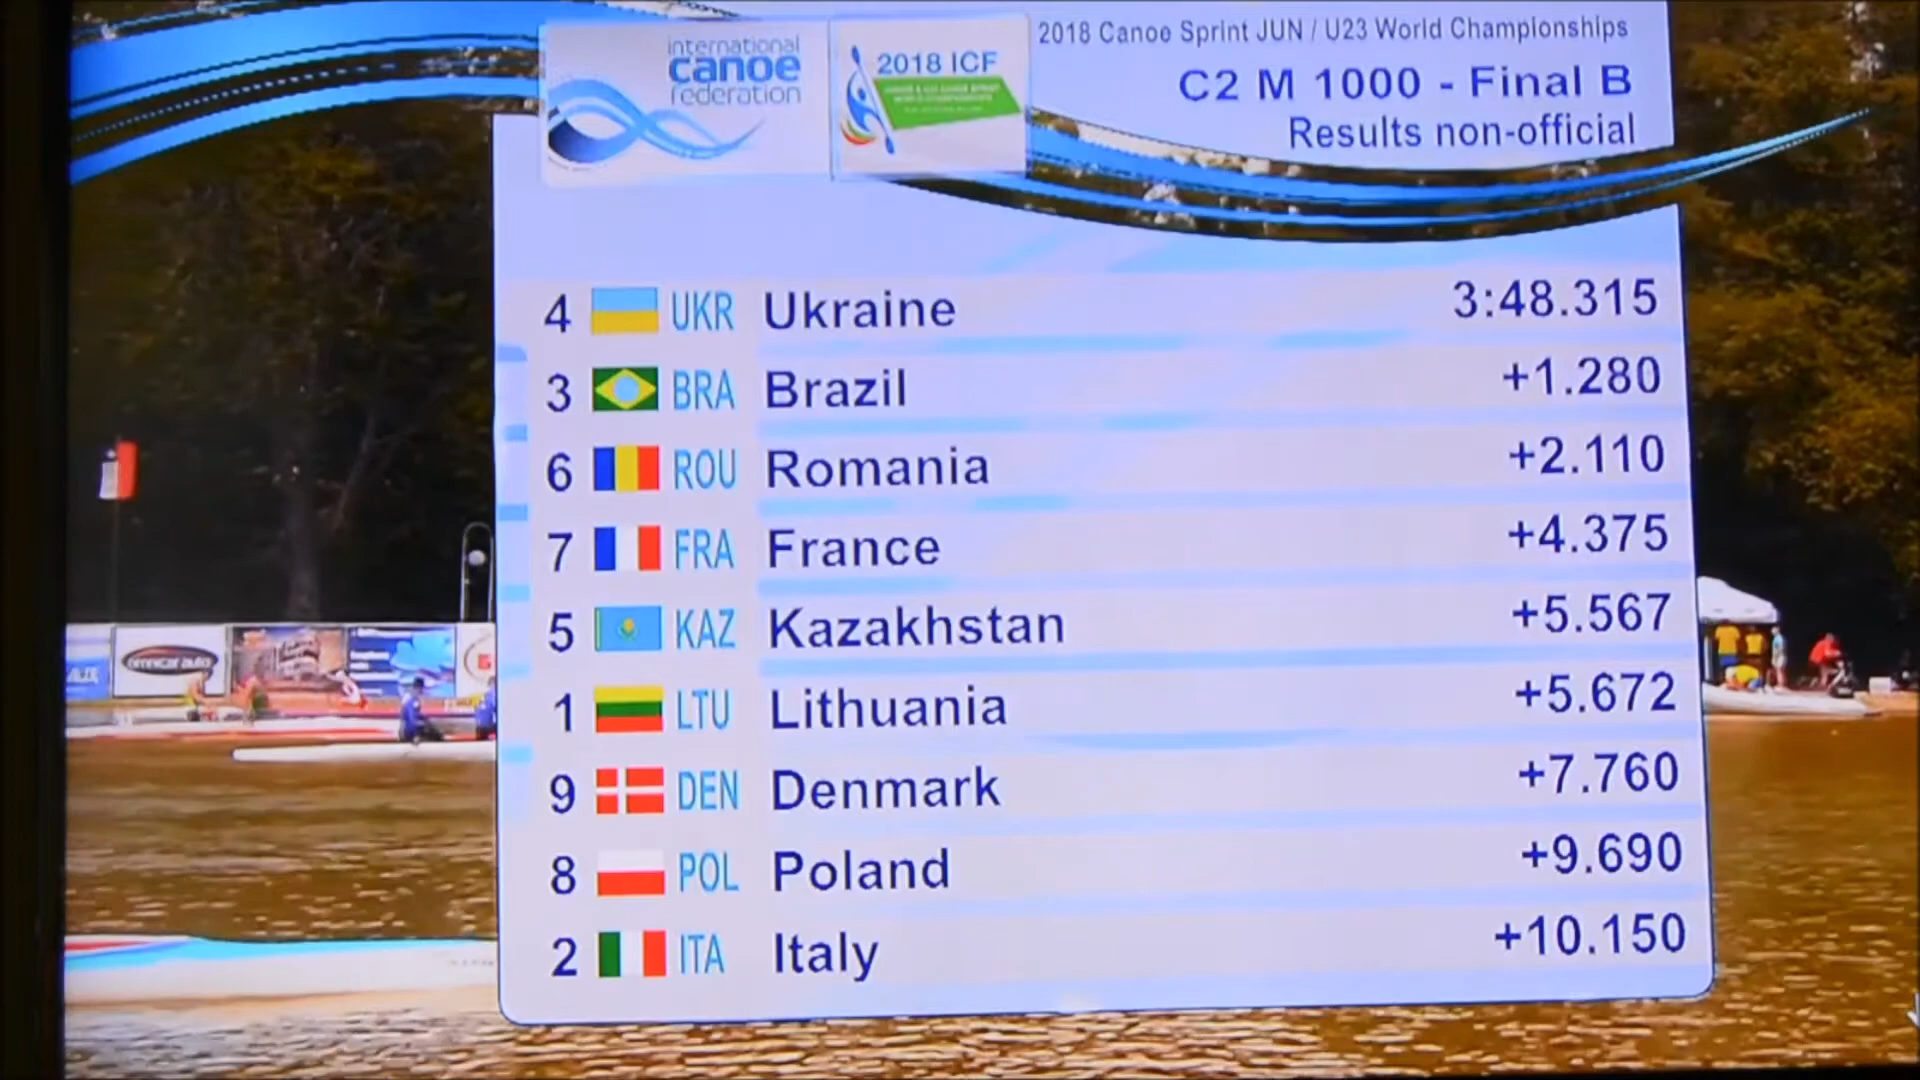 international
canoe
federation
2018 ICF
2018 Canoe Sprint JUN / U23 World Championships
C2 M 1000 - Final B
Results non-official
4 UKR Ukraine 3:48.315
3 BRA Brazil +1.280
6 ROU Romania +2.110
7 FRA France +4.375
5 KAZ Kazakhstan +5.567
1 LTU Lithuania +5.672
9 DEN Denmark +7.760
8 POL Poland +9.690
2 ITA Italy +10.150
omnicar auto